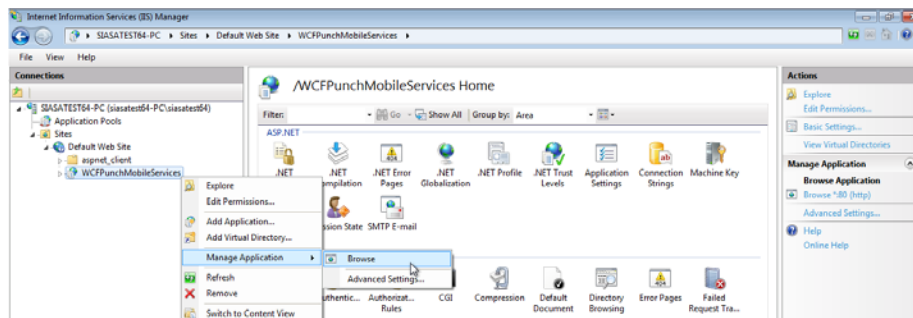 Internet Information Services (IIS) Manager
SIASATEST64-PC Sites Default Web Site WCFPunchMobileServices
File View Help
Connections
SIASATEST64-PC (siasatest64-PC\siasatest64)
Application Pools
Sites
Default Web Site
aspnet_client
WCFPunchMobileServices
Explore
Edit Permissions...
Add Application...
Add Virtual Directory...
Manage Application
Refresh
Remove
Switch to Content View
Browse
Advanced Settings...
/WCFPunchMobileServices Home
Filter: Go Show All Group by: Area
ASP.NET
.NET
.NET Error Pages
.NET Globalization
.NET Profile
.NET Trust Levels
Application Settings
Connection Strings
Machine Key
SMTP E-mail
CGI
Compression
Default Document
Directory Browsing
Error Pages
Failed Request Tra...
Actions
Explore
Edit Permissions...
Basic Settings...
View Virtual Directories
Manage Application
Browse Application
Browse *:80 (http)
Advanced Settings...
Help
Online Help